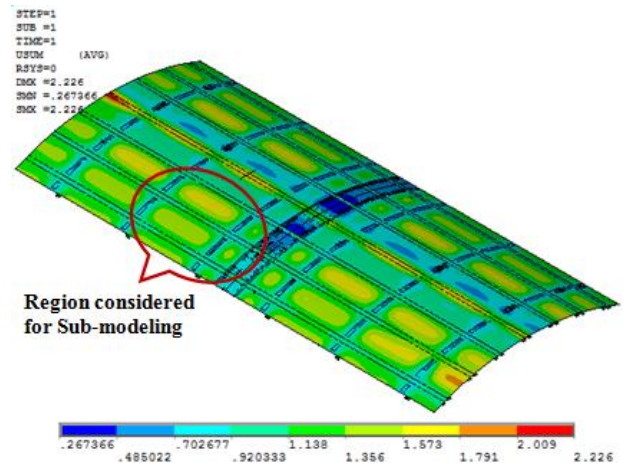 STEP=1
SUB =1
TIME=1
USUM (AVG)
RSYS=0
DMX =2.226
SMN =.267366
SMX =2.226
Region considered
for Sub-modeling
.267366 .702677 1.138 1.573 2.009
.485022 .920333 1.356 1.791 2.226